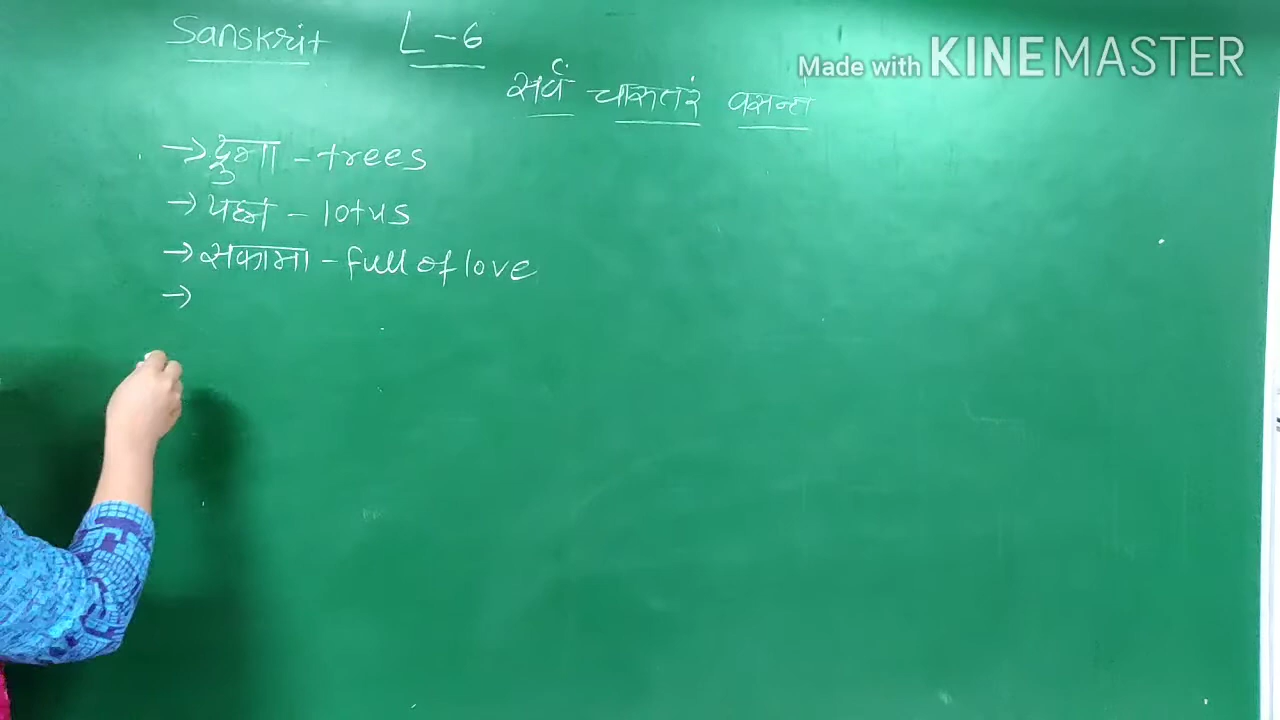 Sanskrit L-6
Made with KINEMASTER
सर्वं चारुतरं वसन्ते
→ द्रुमा - trees
→ पद्म - lotus
→ सकामा - full of love
→